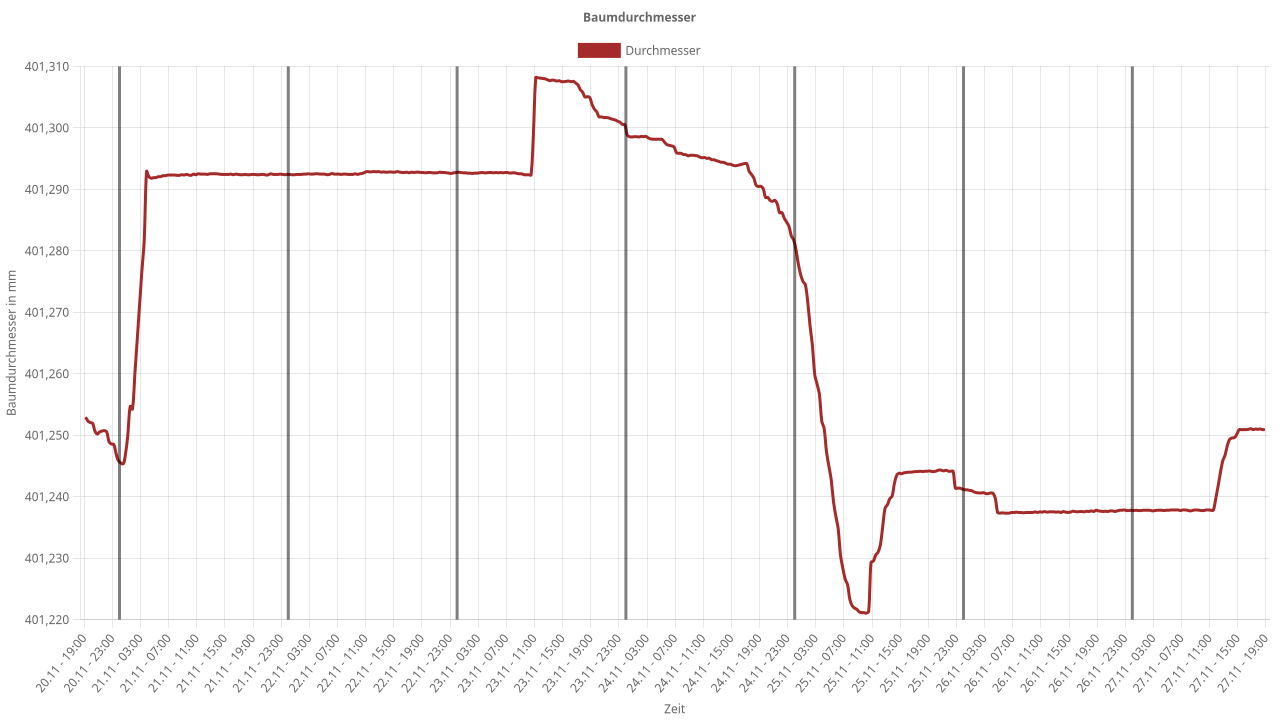 Baumdurchmesser
Durchmesser
Baumdurchmesser in mm
401,310
401,300
401,290
401,280
401,270
401,260
401,250
401,240
401,230
401,220
20.11 - 19:00
20.11 - 23:00
21.11 - 03:00
21.11 - 07:00
21.11 - 11:00
21.11 - 15:00
21.11 - 19:00
21.11 - 23:00
22.11 - 03:00
22.11 - 07:00
22.11 - 11:00
22.11 - 15:00
22.11 - 19:00
22.11 - 23:00
23.11 - 03:00
23.11 - 07:00
23.11 - 11:00
23.11 - 15:00
23.11 - 19:00
23.11 - 23:00
24.11 - 03:00
24.11 - 07:00
24.11 - 11:00
24.11 - 15:00
24.11 - 19:00
24.11 - 23:00
25.11 - 03:00
25.11 - 07:00
25.11 - 11:00
25.11 - 15:00
25.11 - 19:00
25.11 - 23:00
26.11 - 03:00
26.11 - 07:00
26.11 - 11:00
26.11 - 15:00
26.11 - 19:00
26.11 - 23:00
27.11 - 03:00
27.11 - 07:00
27.11 - 11:00
27.11 - 15:00
27.11 - 19:00
Zeit